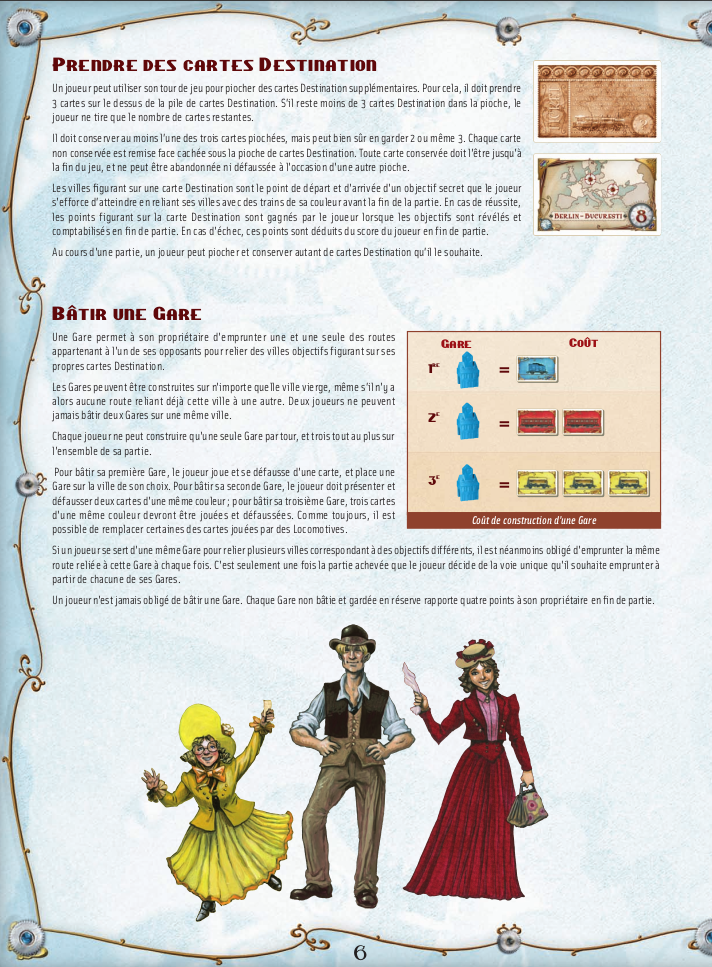 Prendre des cartes Destination
Un joueur peut utiliser son tour de jeu pour piocher des cartes Destination supplémentaires. Pour cela, il doit prendre
3 cartes sur le dessus de la pile de cartes Destination. S'il reste moins de 3 cartes Destination dans la pioche, le
joueur ne tire que le nombre de cartes restantes.
Il doit conserver au moins l'une des trois cartes piochées, mais peut bien sûr en garder 2 ou même 3. Chaque carte
non conservée est remise face cachée sous la pioche de cartes Destination. Toute carte conservée doit l'être jusqu'à
la fin du jeu, et ne peut être abandonnée ni défaussée à l'occasion d'une autre pioche.
Les villes figurant sur une carte Destination sont le point de départ et d'arrivée d'un objectif secret que le joueur
s'efforce d'atteindre en reliant ses villes avec des trains de sa couleur avant la fin de la partie. En cas de réussite,
les points figurant sur la carte Destination sont gagnés par le joueur lorsque les objectifs sont révélés et
comptabilisés en fin de partie. En cas d'échec, ces points sont déduits du score du joueur en fin de partie.
Au cours d'une partie, un joueur peut piocher et conserver autant de cartes Destination qu'il le souhaite.
TICKET
BERLIN - BUCURESTI
8
Bâtir une Gare
Une Gare permet à son propriétaire d'emprunter une et une seule des routes
appartenant à l'un de ses opposants pour relier des villes objectifs figurant sur ses
propres cartes Destination.
Les Gares peuvent être construites sur n'importe quelle ville vierge, même s'il n'y a
alors aucune route reliant déjà cette ville à une autre. Deux joueurs ne peuvent
jamais bâtir deux Gares sur une même ville.
Chaque joueur ne peut construire qu'une seule Gare par tour, et trois tout au plus sur
l'ensemble de sa partie.
Pour bâtir sa première Gare, le joueur joue et se défausse d'une carte, et place une
Gare sur la ville de son choix. Pour bâtir sa seconde Gare, le joueur doit présenter et
défausser deux cartes d'une même couleur ; pour bâtir sa troisième Gare, trois cartes
d'une même couleur devront être jouées et défaussées. Comme toujours, il est
possible de remplacer certaines des cartes jouées par des Locomotives.
Gare Coût
1re =
2e =
3e =
Coût de construction d'une Gare
Si un joueur se sert d'une même Gare pour relier plusieurs villes correspondant à des objectifs différents, il est néanmoins obligé d'emprunter la même
route reliée à cette Gare à chaque fois. C'est seulement une fois la partie achevée que le joueur décide de la voie unique qu'il souhaite emprunter à
partir de chacune de ses Gares.
Un joueur n'est jamais obligé de bâtir une Gare. Chaque Gare non bâtie et gardée en réserve rapporte quatre points à son propriétaire en fin de partie.
6